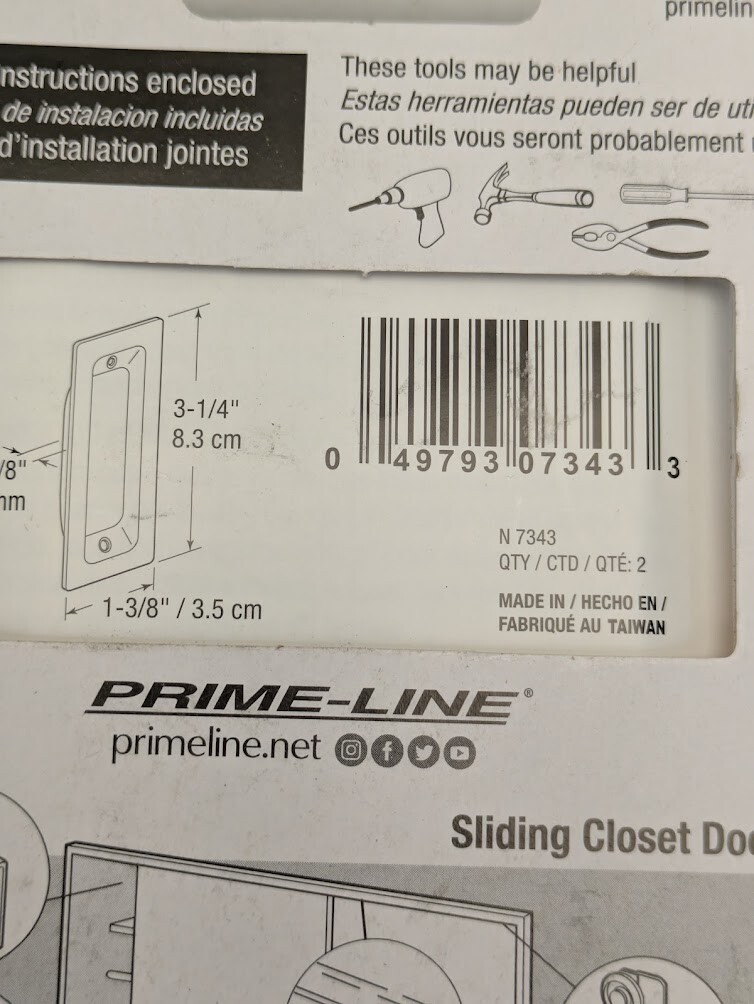 primelin
nstructions enclosed
de instalacion incluidas
d'installation jointes
These tools may be helpful
Estas herramientas pueden ser de uti
Ces outils vous seront probablement
3-1/4"
8.3 cm
/8"
mm
1-3/8" / 3.5 cm
0 49793 07343 3
N 7343
QTY / CTD / QTÉ: 2
MADE IN / HECHO EN /
FABRIQUÉ AU TAIWAN
PRIME-LINE®
primeline.net
Sliding Closet Doo